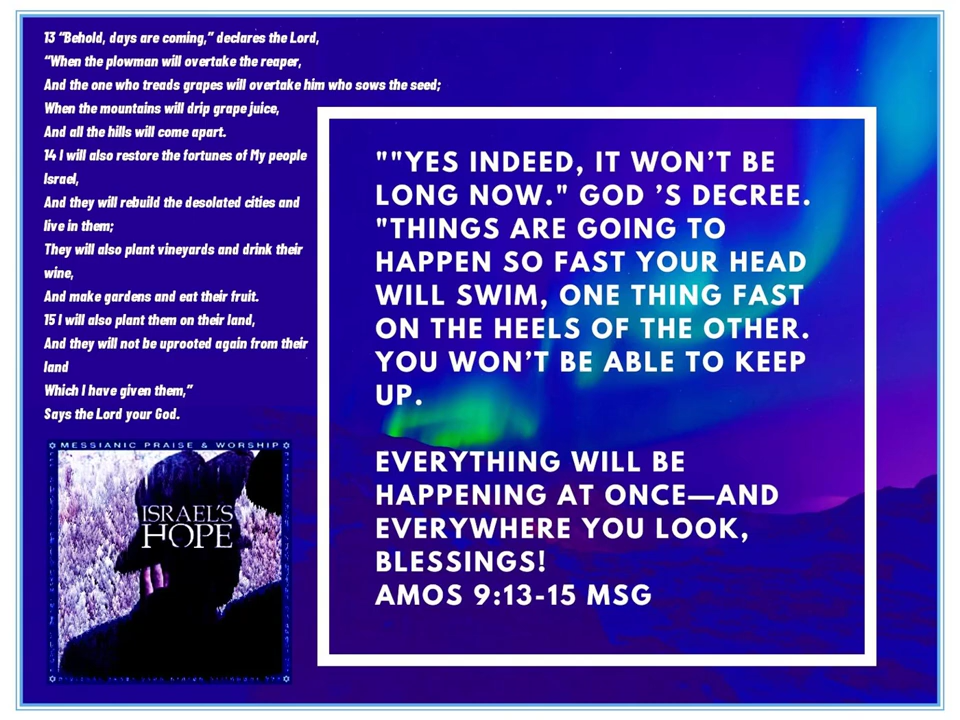 13 “Behold, days are coming,” declares the Lord,
“When the plowman will overtake the reaper,
And the one who treads grapes will overtake him who sows the seed;
When the mountains will drip grape juice,
And all the hills will come apart.
14 I will also restore the fortunes of My people
Israel,
And they will rebuild the desolated cities and
live in them;
They will also plant vineyards and drink their
wine,
And make gardens and eat their fruit.
15 I will also plant them on their land,
And they will not be uprooted again from their
land
Which I have given them,”
Says the Lord your God.
MESSIANIC PRAISE & WORSHIP
ISRAEL'S
HOPE
""YES INDEED, IT WON’T BE
LONG NOW." GOD ’S DECREE.
"THINGS ARE GOING TO
HAPPEN SO FAST YOUR HEAD
WILL SWIM, ONE THING FAST
ON THE HEELS OF THE OTHER.
YOU WON’T BE ABLE TO KEEP
UP.
EVERYTHING WILL BE
HAPPENING AT ONCE—AND
EVERYWHERE YOU LOOK,
BLESSINGS!
AMOS 9:13-15 MSG